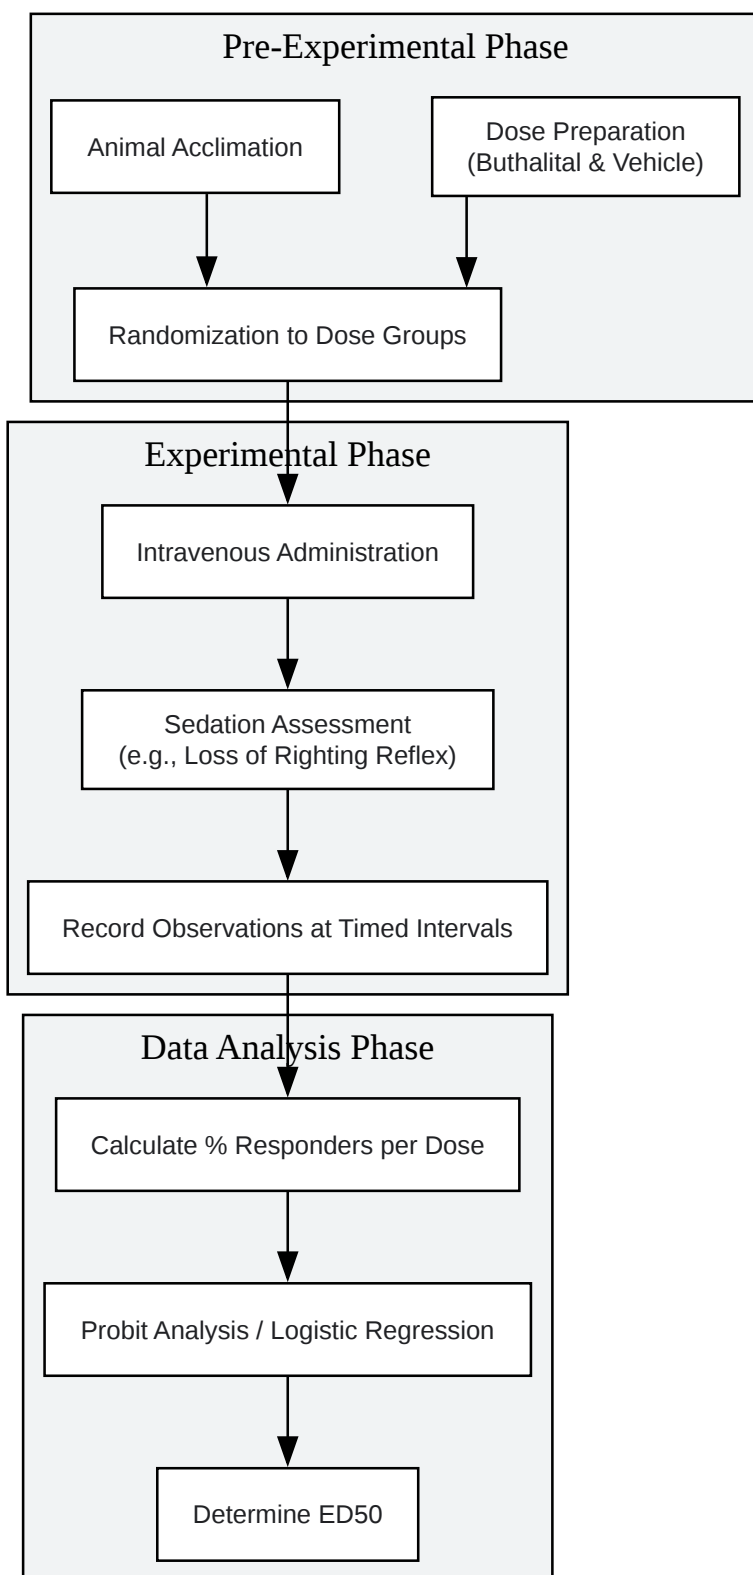 Pre-Experimental Phase
Animal Acclimation
Dose Preparation
(Buthalital & Vehicle)
Randomization to Dose Groups
Experimental Phase
Intravenous Administration
Sedation Assessment
(e.g., Loss of Righting Reflex)
Record Observations at Timed Intervals
Data Analysis Phase
Calculate % Responders per Dose
Probit Analysis / Logistic Regression
Determine ED50